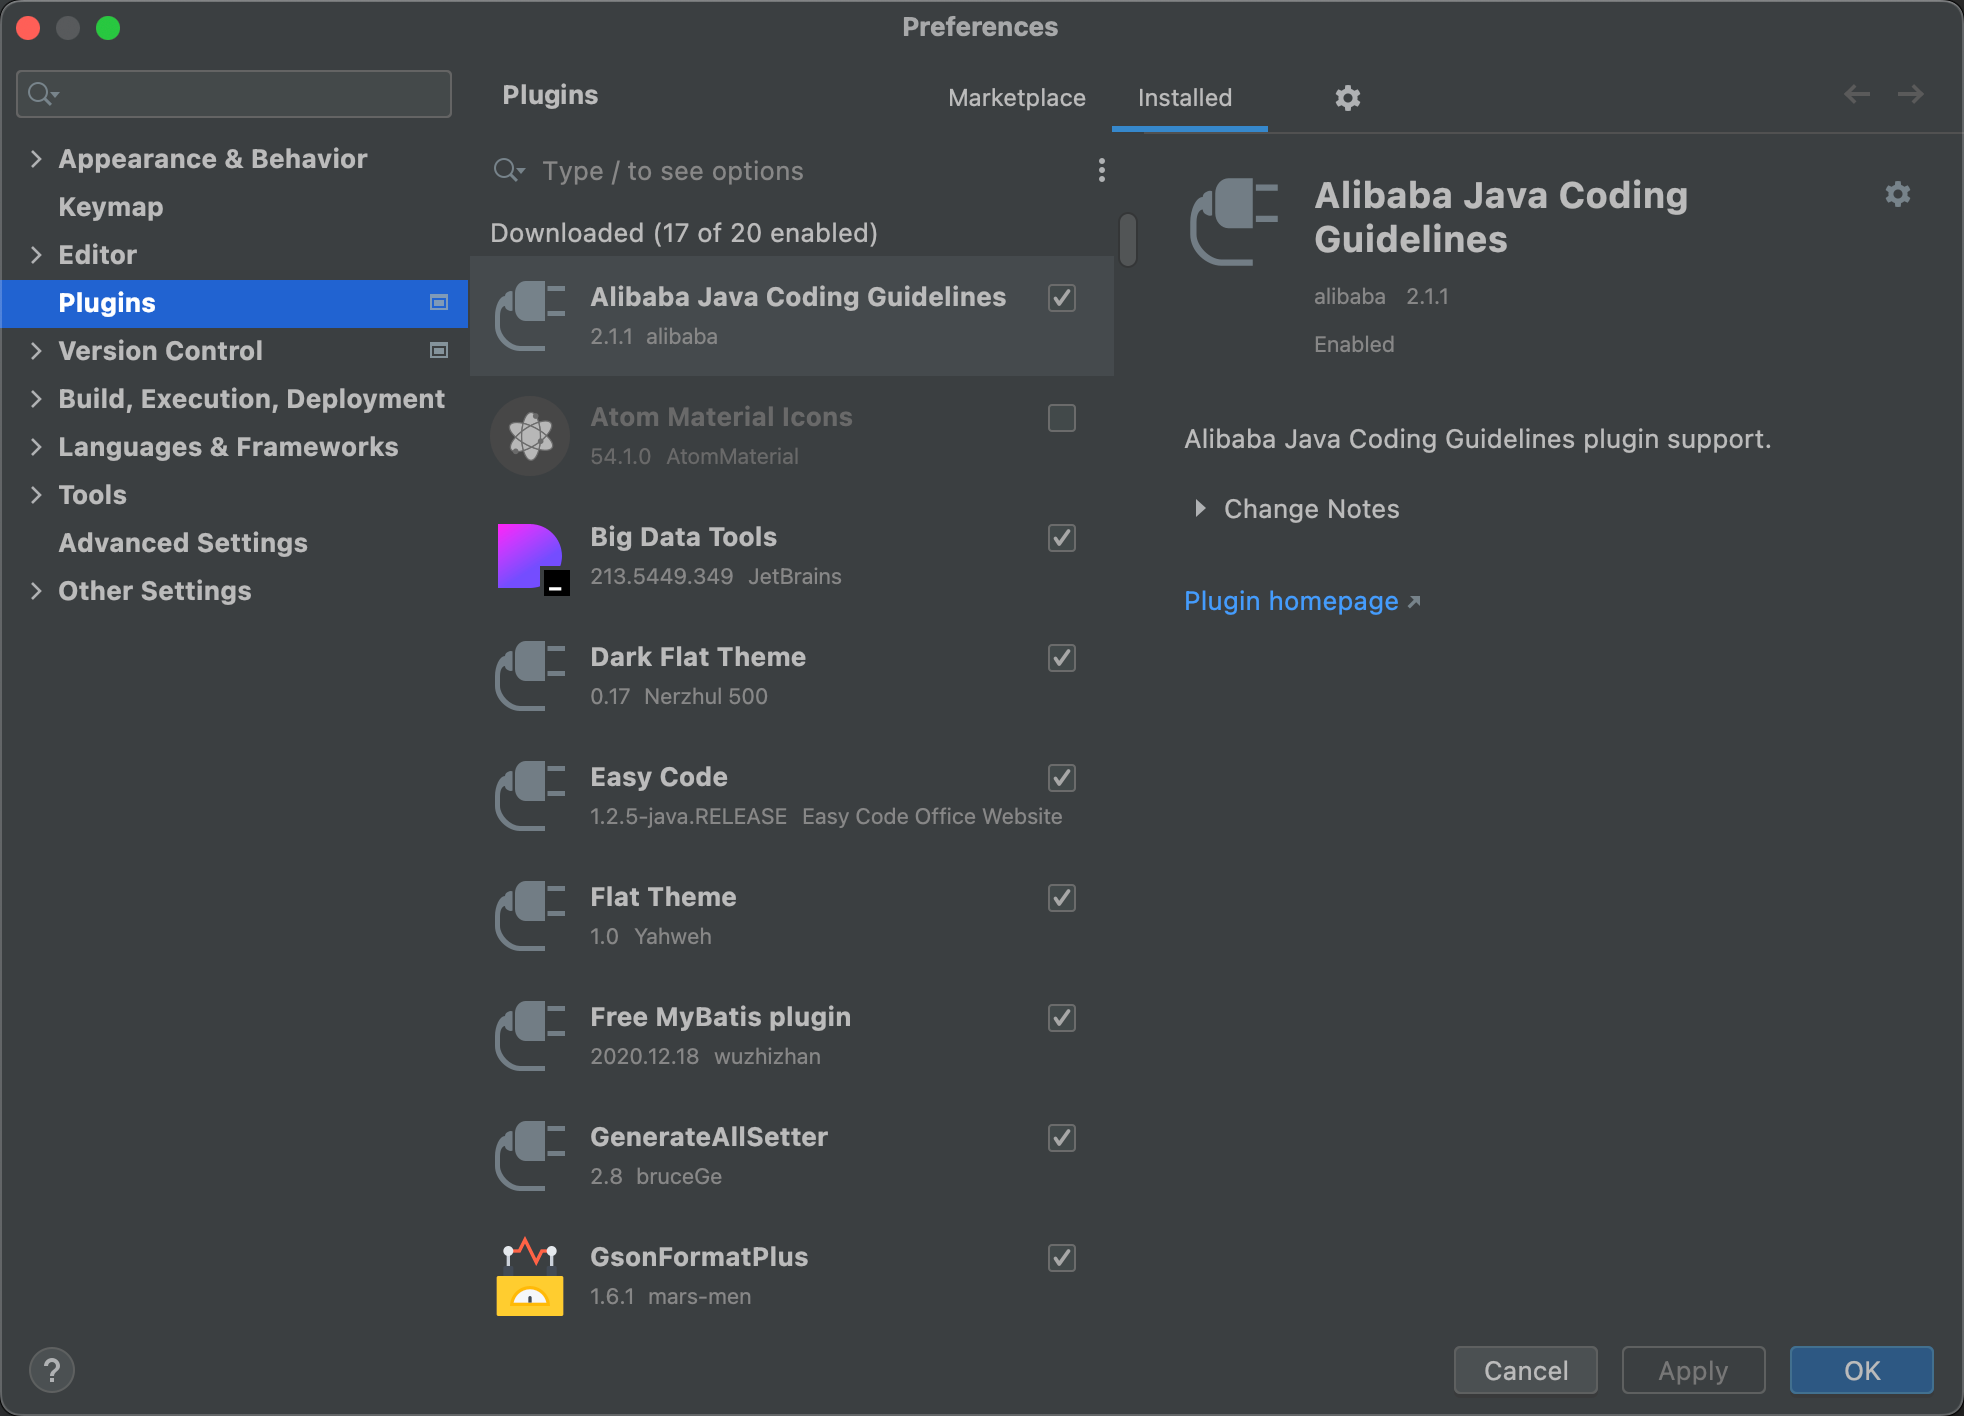 Preferences
Appearance & Behavior
Keymap
Editor
Plugins
Version Control
Build, Execution, Deployment
Languages & Frameworks
Tools
Advanced Settings
Other Settings
Plugins
Marketplace
Installed
Type / to see options
Downloaded (17 of 20 enabled)
Alibaba Java Coding Guidelines
2.1.1 alibaba
Atom Material Icons
54.1.0 AtomMaterial
Big Data Tools
213.5449.349 JetBrains
Dark Flat Theme
0.17 Nerzhul 500
Easy Code
1.2.5-java.RELEASE Easy Code Office Website
Flat Theme
1.0 Yahweh
Free MyBatis plugin
2020.12.18 wuzhizhan
GenerateAllSetter
2.8 bruceGe
GsonFormatPlus
1.6.1 mars-men
Alibaba Java Coding
Guidelines
alibaba 2.1.1
Enabled
Alibaba Java Coding Guidelines plugin support.
Change Notes
Plugin homepage
?
Cancel
Apply
OK